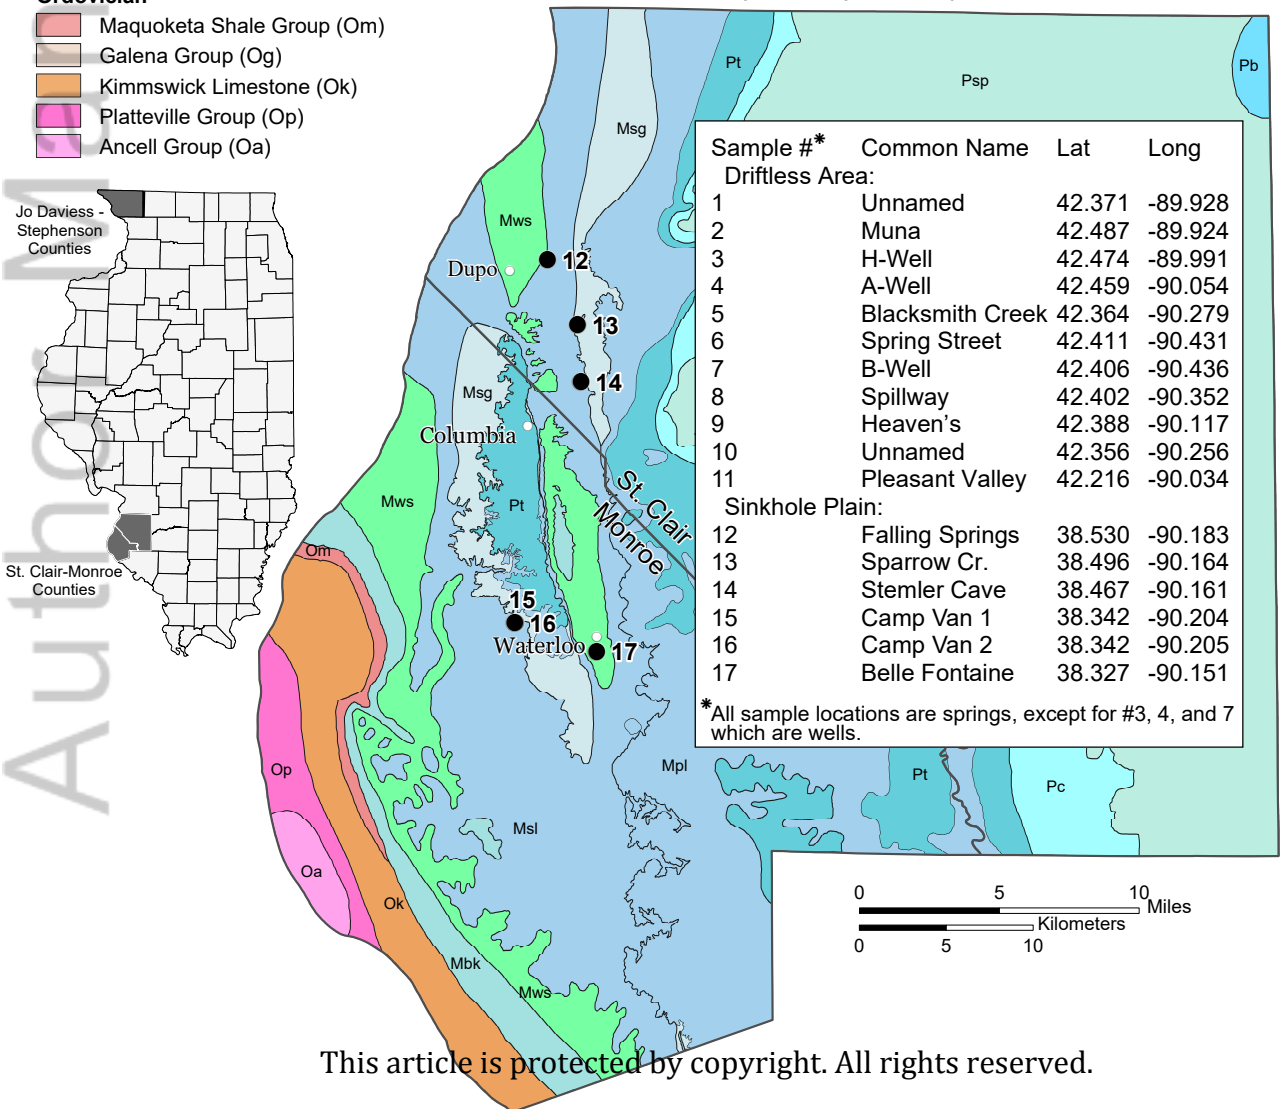 Maquoketa Shale Group (Om)
Galena Group (Og)
Kimmswick Limestone (Ok)
Platteville Group (Op)
Ancell Group (Oa)
Jo Daviess -
Stephenson
Counties
St. Clair-Monroe
Counties
Pt
Psp
Pb
Msg
Mws
Dupo
12
13
14
Msg
Columbia
Mws
Pt
St. Clair
Monroe
Om
15
16
Waterloo
17
Op
Mpl
Msl
Oa
Ok
Mbk
Mws
Pt
Pc
Sample #* Common Name Lat Long
Driftless Area:
1 Unnamed 42.371 -89.928
2 Muna 42.487 -89.924
3 H-Well 42.474 -89.991
4 A-Well 42.459 -90.054
5 Blacksmith Creek 42.364 -90.279
6 Spring Street 42.411 -90.431
7 B-Well 42.406 -90.436
8 Spillway 42.402 -90.352
9 Heaven's 42.388 -90.117
10 Unnamed 42.356 -90.256
11 Pleasant Valley 42.216 -90.034
Sinkhole Plain:
12 Falling Springs 38.530 -90.183
13 Sparrow Cr. 38.496 -90.164
14 Stemler Cave 38.467 -90.161
15 Camp Van 1 38.342 -90.204
16 Camp Van 2 38.342 -90.205
17 Belle Fontaine 38.327 -90.151
*All sample locations are springs, except for #3, 4, and 7
which are wells.
0 5 10
Miles
Kilometers
0 5 10
This article is protected by copyright. All rights reserved.